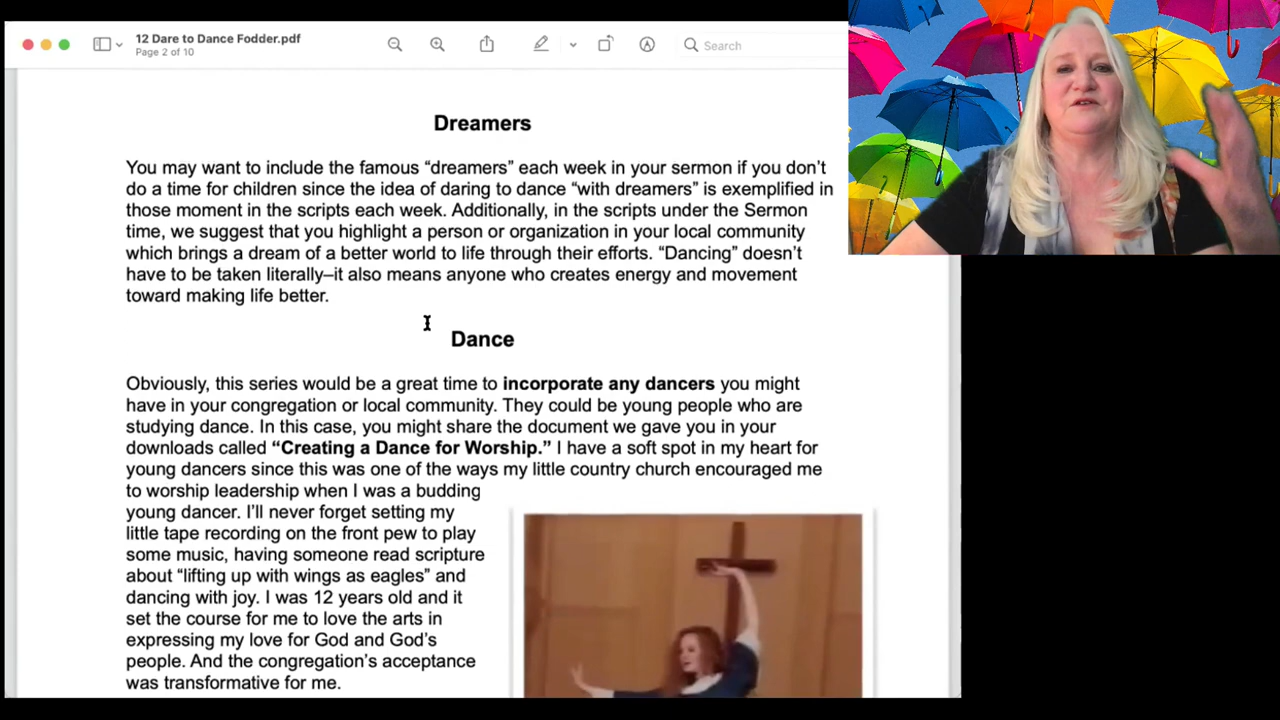 12 Dare to Dance Fodder.pdf
Page 2 of 10
Search
Dreamers
You may want to include the famous “dreamers” each week in your sermon if you don’t
do a time for children since the idea of daring to dance “with dreamers” is exemplified in
those moment in the scripts each week. Additionally, in the scripts under the Sermon
time, we suggest that you highlight a person or organization in your local community
which brings a dream of a better world to life through their efforts. “Dancing” doesn’t
have to be taken literally–it also means anyone who creates energy and movement
toward making life better.
Dance
Obviously, this series would be a great time to incorporate any dancers you might
have in your congregation or local community. They could be young people who are
studying dance. In this case, you might share the document we gave you in your
downloads called “Creating a Dance for Worship.” I have a soft spot in my heart for
young dancers since this was one of the ways my little country church encouraged me
to worship leadership when I was a budding
young dancer. I’ll never forget setting my
little tape recording on the front pew to play
some music, having someone read scripture
about “lifting up with wings as eagles” and
dancing with joy. I was 12 years old and it
set the course for me to love the arts in
expressing my love for God and God’s
people. And the congregation’s acceptance
was transformative for me.